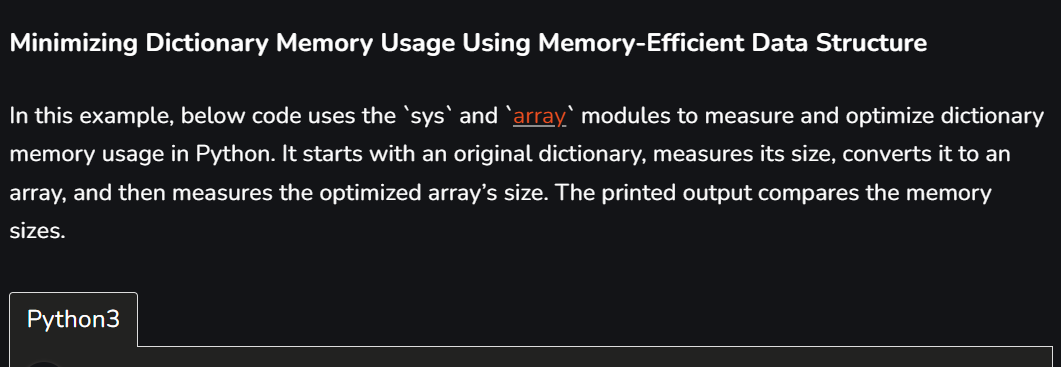 Minimizing Dictionary Memory Usage Using Memory-Efficient Data Structure
In this example, below code uses the `sys` and `array` modules to measure and optimize dictionary
memory usage in Python. It starts with an original dictionary, measures its size, converts it to an
array, and then measures the optimized array’s size. The printed output compares the memory
sizes.
Python3